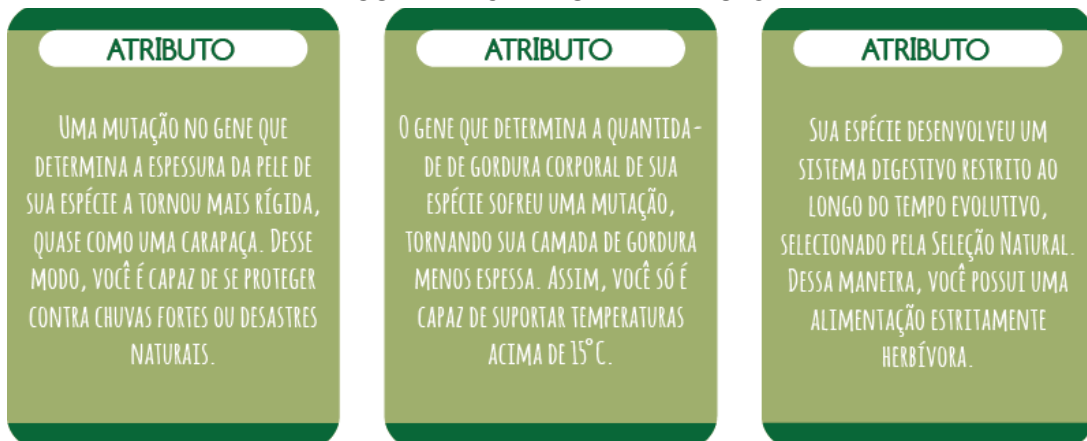 ATRIBUTO
UMA MUTAÇÃO NO GENE QUE
DETERMINA A ESPESSURA DA PELE DE
SUA ESPÉCIE A TORNOU MAIS RÍGIDA,
QUASE COMO UMA CARAPAÇA. DESSE
MODO, VOCÊ É CAPAZ DE SE PROTEGER
CONTRA CHUVAS FORTES OU DESASTRES
NATURAIS.
ATRIBUTO
O GENE QUE DETERMINA A QUANTIDA-
DE DE GORDURA CORPORAL DE SUA
ESPÉCIE SOFREU UMA MUTAÇÃO,
TORNANDO SUA CAMADA DE GORDURA
MENOS ESPESSA. ASSIM, VOCÊ SÓ É
CAPAZ DE SUPORTAR TEMPERATURAS
ACIMA DE 15°C.
ATRIBUTO
SUA ESPÉCIE DESENVOLVEU UM
SISTEMA DIGESTIVO RESTRITO AO
LONGO DO TEMPO EVOLUTIVO,
SELECIONADO PELA SELEÇÃO NATURAL.
DESSA MANEIRA, VOCÊ POSSUI UMA
ALIMENTAÇÃO ESTRITAMENTE
HERBÍVORA.